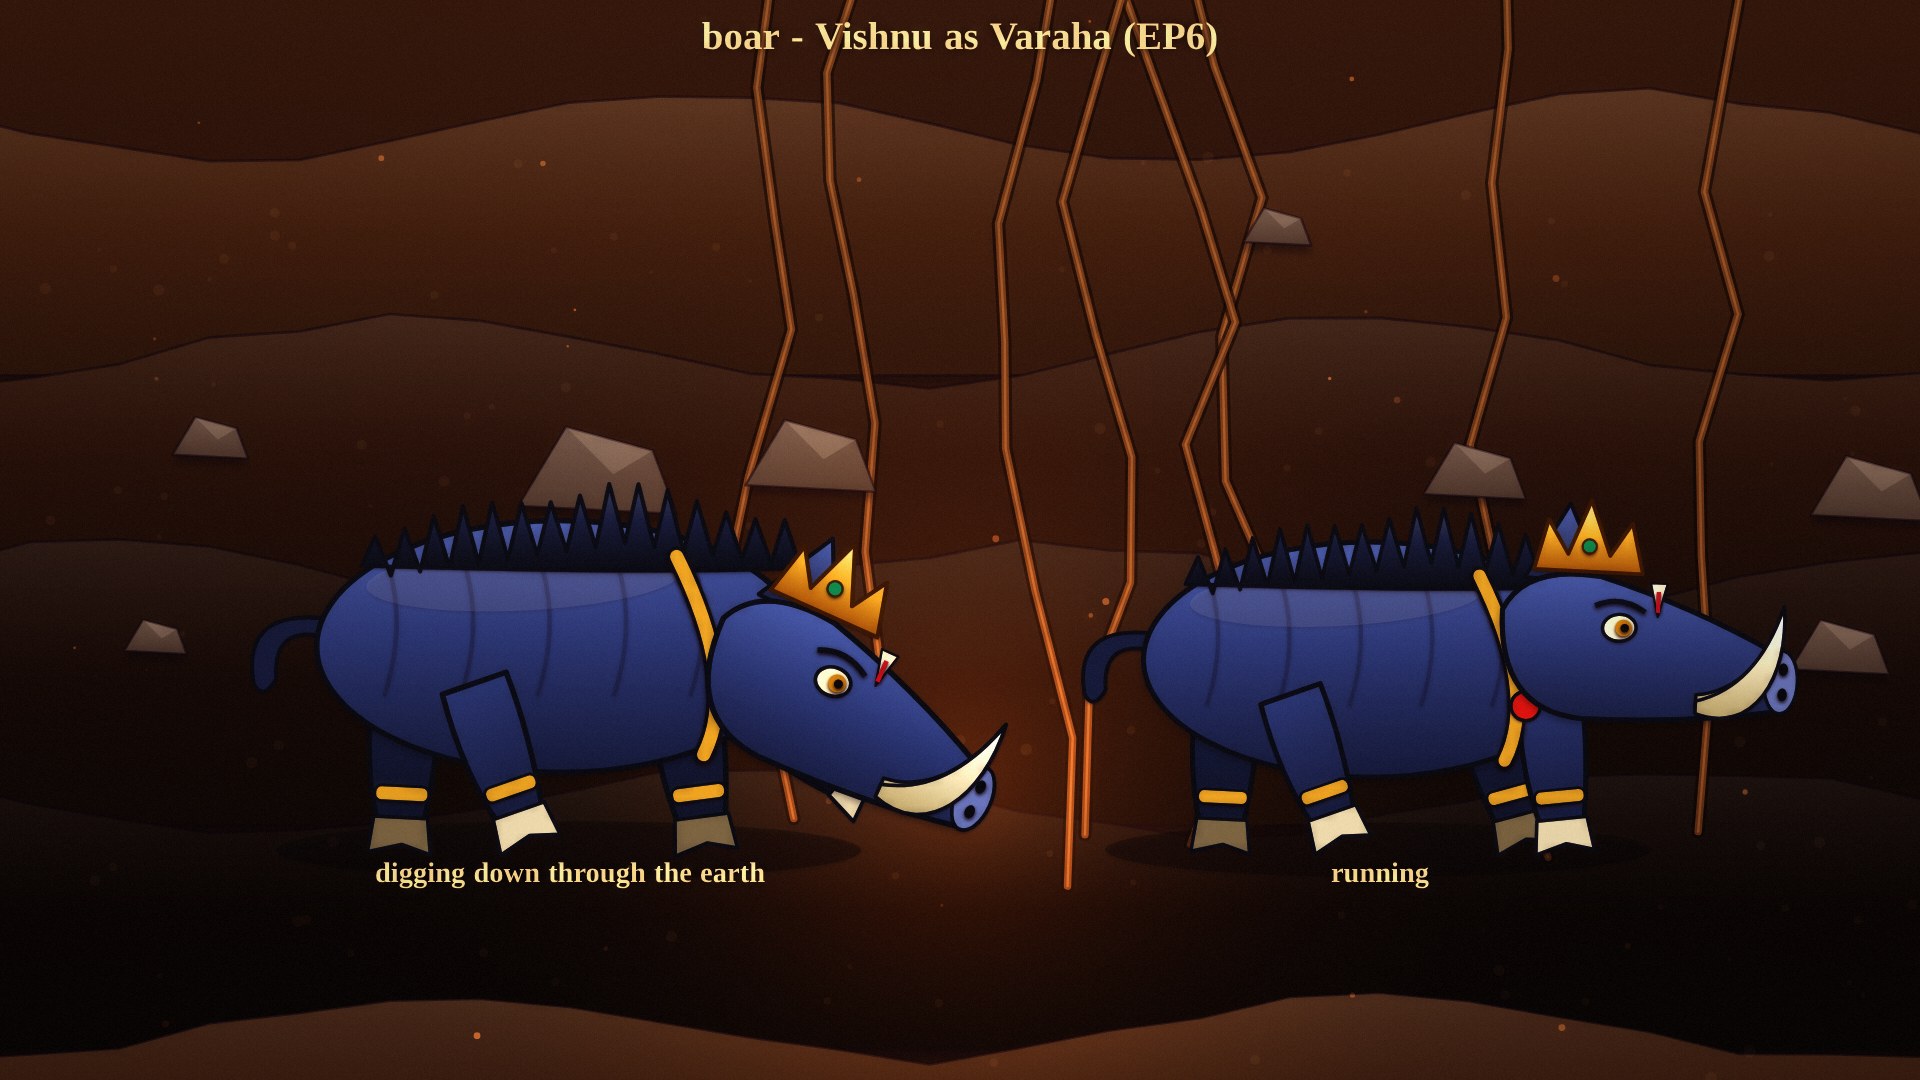 boar - Vishnu as Varaha (EP6)
digging down through the earth
running